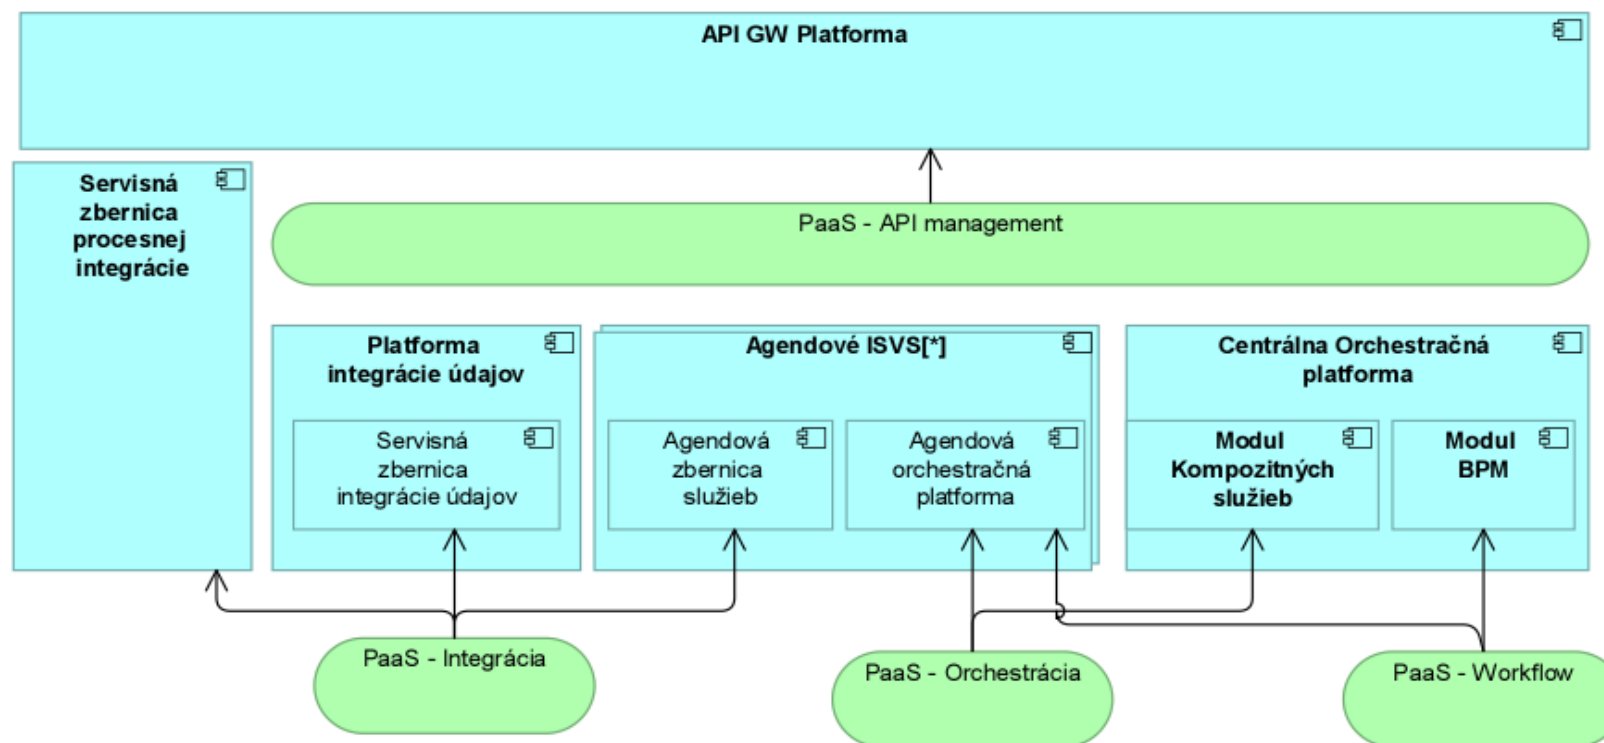 API GW Platforma
Servisná
zbernica
procesnej
integrácie
PaaS - API management
Platforma
integrácie údajov
Servisná
zbernica
integrácie údajov
Agendové ISVS[*]
Agendová
zbernica
služieb
Agendová
orchestračná
platforma
Centrálna Orchestračná
platforma
Modul
Kompozitných
služieb
Modul
BPM
PaaS - Integrácia
PaaS - Orchestrácia
PaaS - Workflow